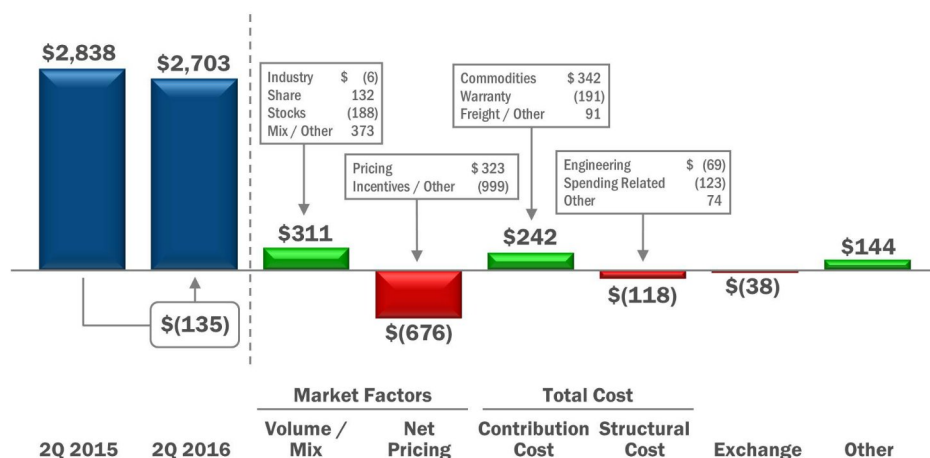 $2,838
$2,703
Industry $ (6)
Share 132
Stocks (188)
Mix / Other 373
Pricing $ 323
Incentives / Other (999)
Commodities $ 342
Warranty (191)
Freight / Other 91
Engineering $ (69)
Spending Related (123)
Other 74
$311
$(676)
$242
$(118)
$(38)
$144
$(135)
Market Factors
Total Cost
2Q 2015
2Q 2016
Volume /
Mix
Net
Pricing
Contribution
Cost
Structural
Cost
Exchange
Other